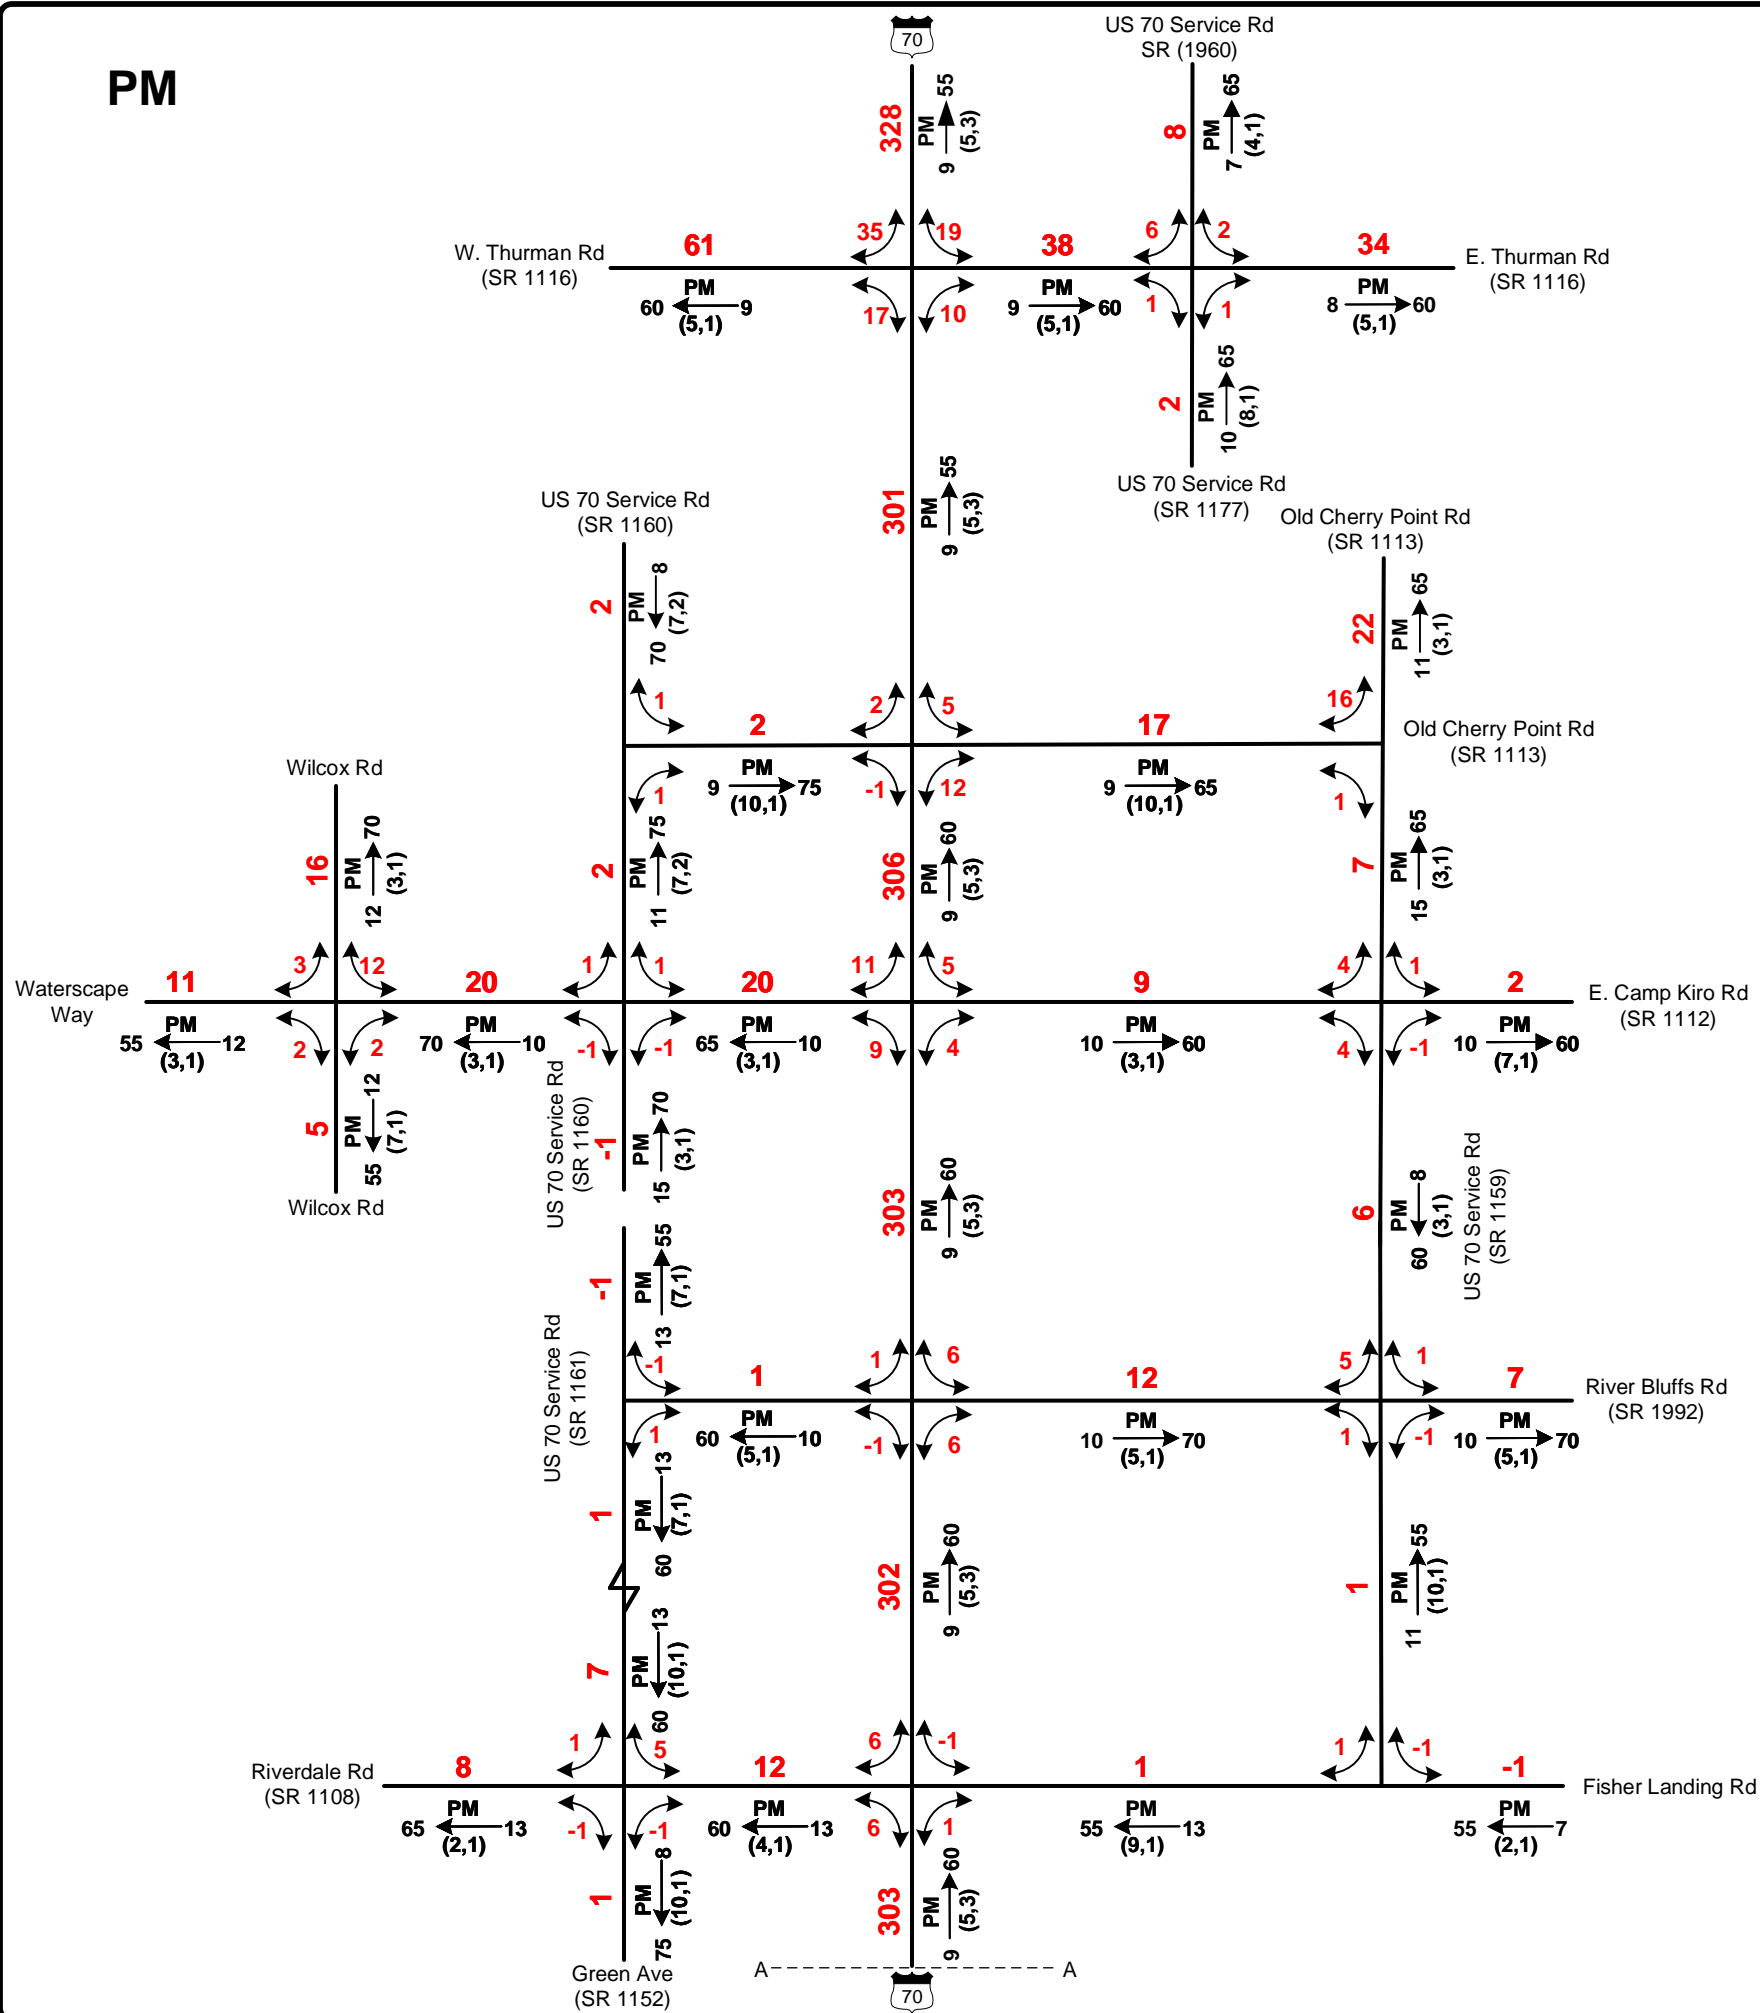 PM
70
US 70 Service Rd
SR (1960)
328
PM
9
55
(5,3)
8
PM
7
65
(4,1)
W. Thurman Rd
(SR 1116)
61
35
19
38
6
2
34
E. Thurman Rd
(SR 1116)
60
PM
9
(5,1)
17
10
9
PM
60
(5,1)
1
1
8
PM
60
(5,1)
2
PM
10
65
(8,1)
US 70 Service Rd
(SR 1177)
301
PM
9
55
(5,3)
US 70 Service Rd
(SR 1160)
Old Cherry Point Rd
(SR 1113)
2
PM
8
70
(7,2)
22
PM
11
65
(3,1)
1
2
2
5
17
16
Old Cherry Point Rd
(SR 1113)
1
9
PM
75
(10,1)
-1
12
9
PM
65
(10,1)
1
Wilcox Rd
16
PM
12
70
(3,1)
2
PM
11
75
(7,2)
306
PM
9
60
(5,3)
7
PM
15
65
(3,1)
Waterscape
Way
11
3
12
20
1
1
20
11
5
9
4
1
2
E. Camp Kiro Rd
(SR 1112)
55
PM
12
(3,1)
2
2
70
PM
10
(3,1)
-1
-1
65
PM
10
(3,1)
9
4
10
PM
60
(3,1)
4
-1
10
PM
60
(7,1)
5
PM
12
55
(7,1)
Wilcox Rd
US 70 Service Rd
(SR 1160)
-1
PM
15
70
(3,1)
303
PM
9
60
(5,3)
6
PM
8
60
(3,1)
US 70 Service Rd
(SR 1159)
-1
PM
13
55
(7,1)
US 70 Service Rd
(SR 1161)
-1
1
1
6
12
5
1
7
River Bluffs Rd
(SR 1992)
1
60
PM
10
(5,1)
-1
6
10
PM
70
(5,1)
1
-1
10
PM
70
(5,1)
1
PM
13
60
(7,1)
302
PM
9
60
(5,3)
1
PM
11
55
(10,1)
7
PM
13
60
(10,1)
Riverdale Rd
(SR 1108)
8
1
5
12
6
-1
1
1
-1
-1
Fisher Landing Rd
65
PM
13
(2,1)
-1
-1
60
PM
13
(4,1)
6
1
55
PM
13
(9,1)
55
PM
7
(2,1)
1
PM
8
75
(10,1)
303
PM
9
60
(5,3)
Green Ave
(SR 1152)
A
A
70